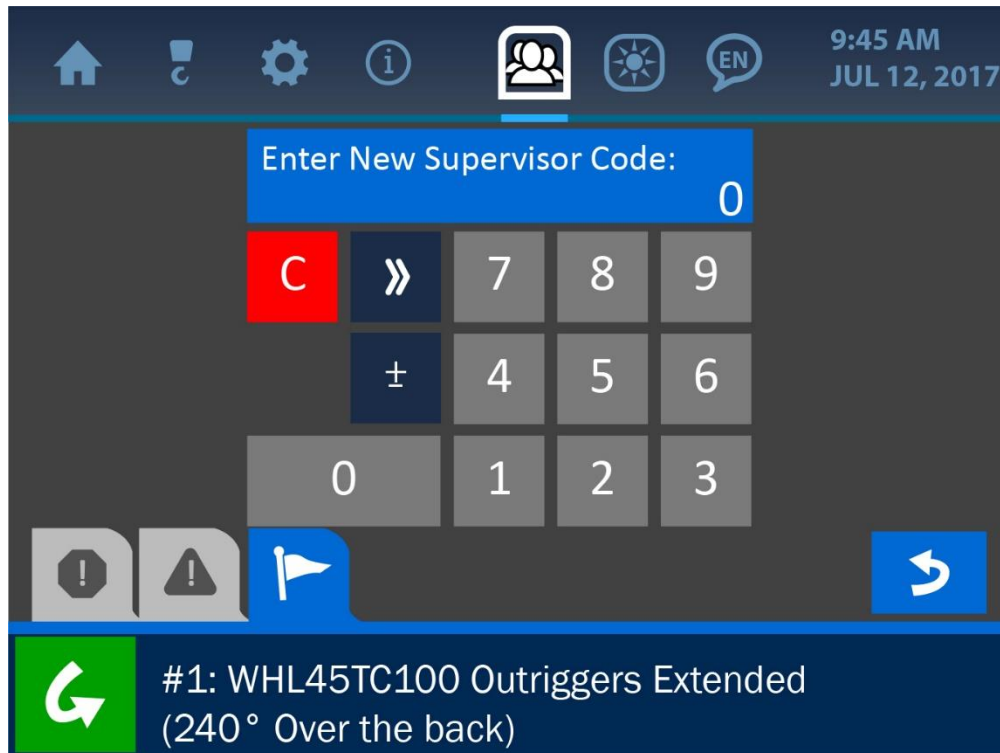 EN
9:45 AM
JUL 12, 2017
Enter New Supervisor Code:
0
C » 7 8 9
± 4 5 6
0 1 2 3
! !
#1: WHL45TC100 Outriggers Extended
(240° Over the back)